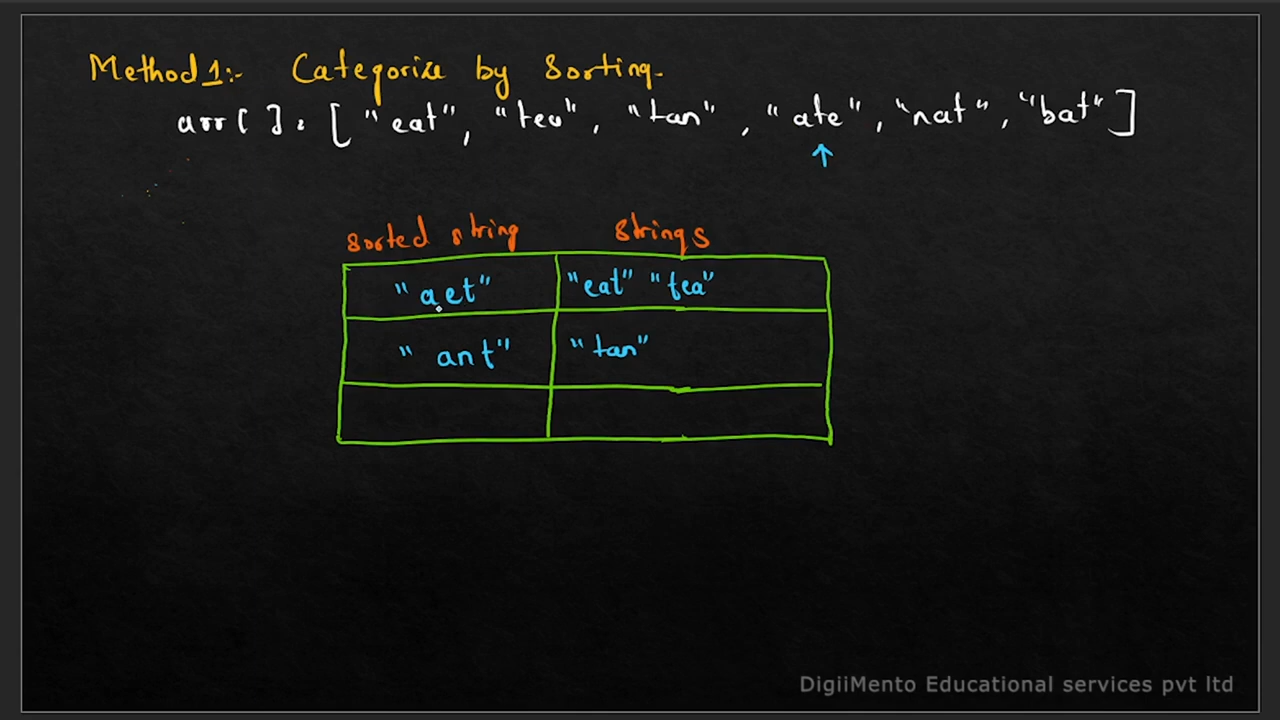 Method 1:- Categorize by Sorting-
arr[ ] : [ "eat", "tea", "tan", "ate", "nat", "bat" ]
Sorted string strings
"aet" "eat" "tea"
"ant" "tan"
DigiiMento Educational services pvt ltd